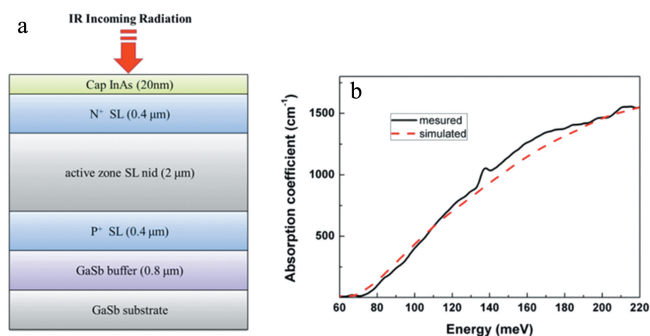 a
IR Incoming Radiation
Cap InAs (20nm)
N⁺ SL (0.4 μm)
active zone SL nid (2 μm)
P⁺ SL (0.4 μm)
GaSb buffer (0.8 μm)
GaSb substrate
b
mesured
simulated
Absorption coefficient (cm⁻¹)
1500
1000
500
60 80 100 120 140 160 180 200 220
Energy (meV)